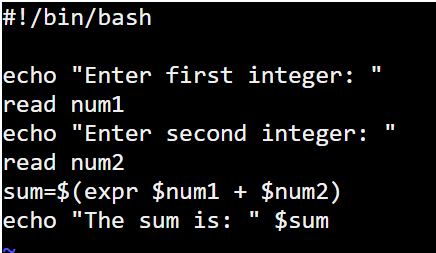 #!/bin/bash

echo "Enter first integer: "
read num1
echo "Enter second integer: "
read num2
sum=$(expr $num1 + $num2)
echo "The sum is: " $sum
~